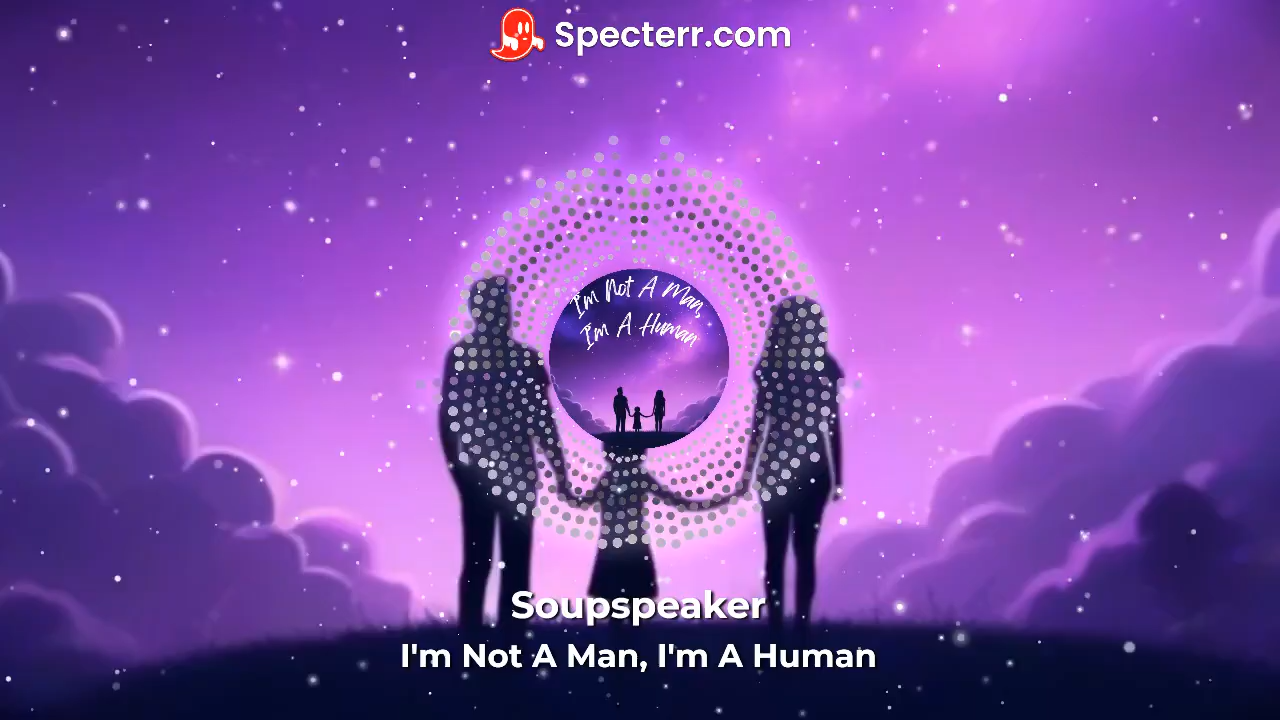 Specterr.com
I'm Not A Man,
I'm A Human
Soupspeaker
I'm Not A Man, I'm A Human